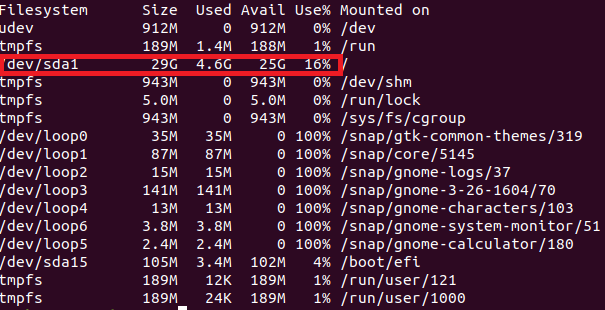 Filesystem Size Used Avail Use% Mounted on
udev 912M 0 912M 0% /dev
tmpfs 189M 1.4M 188M 1% /run
/dev/sda1 29G 4.6G 25G 16% /
tmpfs 943M 0 943M 0% /dev/shm
tmpfs 5.0M 0 5.0M 0% /run/lock
tmpfs 943M 0 943M 0% /sys/fs/cgroup
/dev/loop0 35M 35M 0 100% /snap/gtk-common-themes/319
/dev/loop1 87M 87M 0 100% /snap/core/5145
/dev/loop2 15M 15M 0 100% /snap/gnome-logs/37
/dev/loop3 141M 141M 0 100% /snap/gnome-3-26-1604/70
/dev/loop4 13M 13M 0 100% /snap/gnome-characters/103
/dev/loop6 3.8M 3.8M 0 100% /snap/gnome-system-monitor/51
/dev/loop5 2.4M 2.4M 0 100% /snap/gnome-calculator/180
/dev/sda15 105M 3.4M 102M 4% /boot/efi
tmpfs 189M 12K 189M 1% /run/user/121
tmpfs 189M 24K 189M 1% /run/user/1000